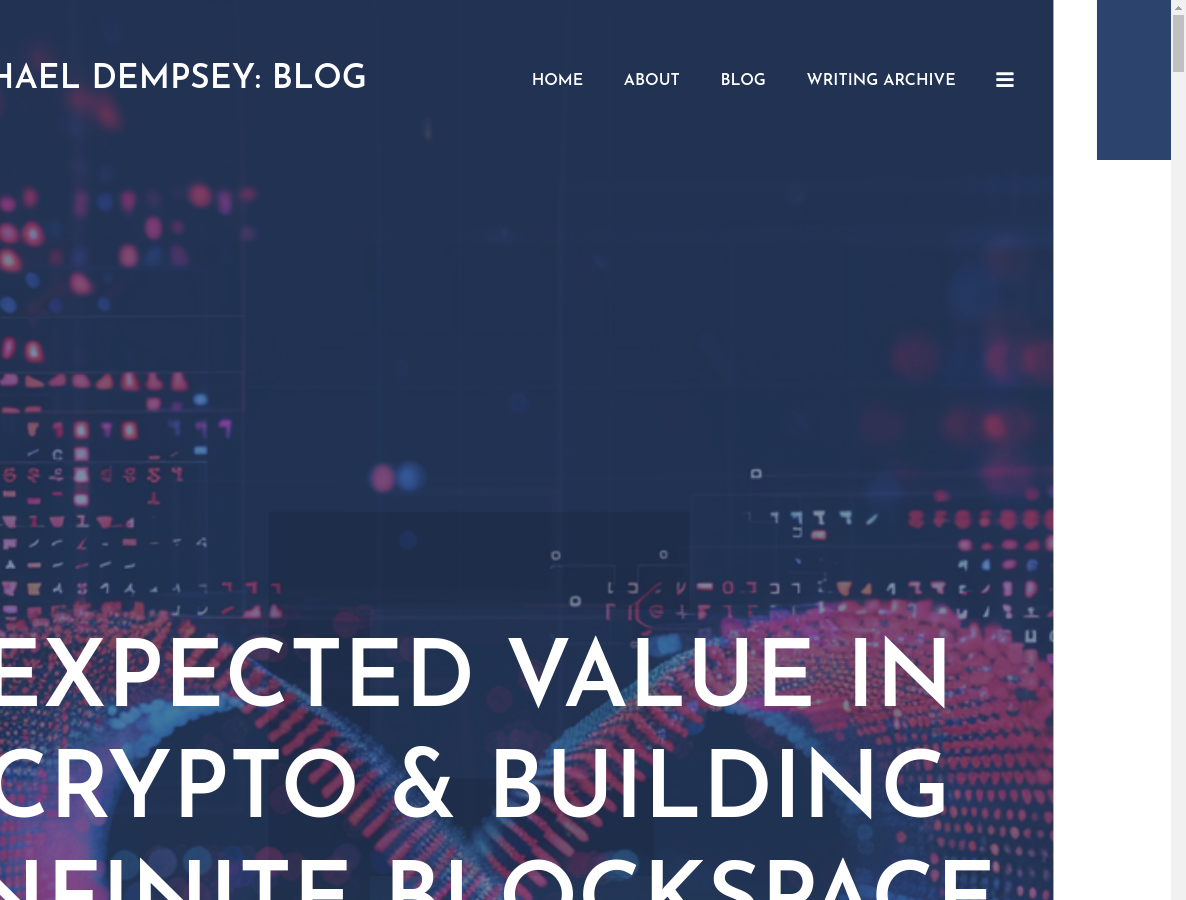 HAEL DEMPSEY: BLOG
HOME ABOUT BLOG WRITING ARCHIVE
EXPECTED VALUE IN
CRYPTO & BUILDING
NFINITE BLOCKSPACE